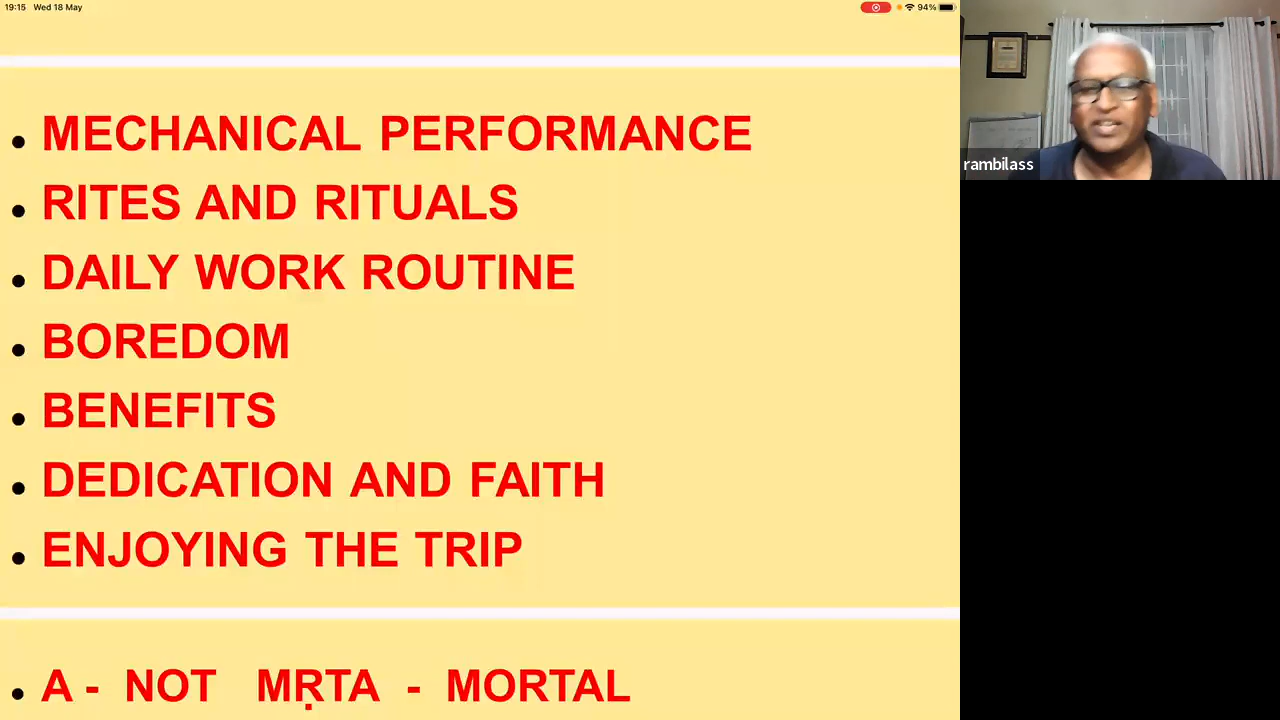 19:15 Wed 18 May
94%
• MECHANICAL PERFORMANCE
• RITES AND RITUALS
• DAILY WORK ROUTINE
• BOREDOM
• BENEFITS
• DEDICATION AND FAITH
• ENJOYING THE TRIP
• A - NOT MṚTA - MORTAL
rambilass